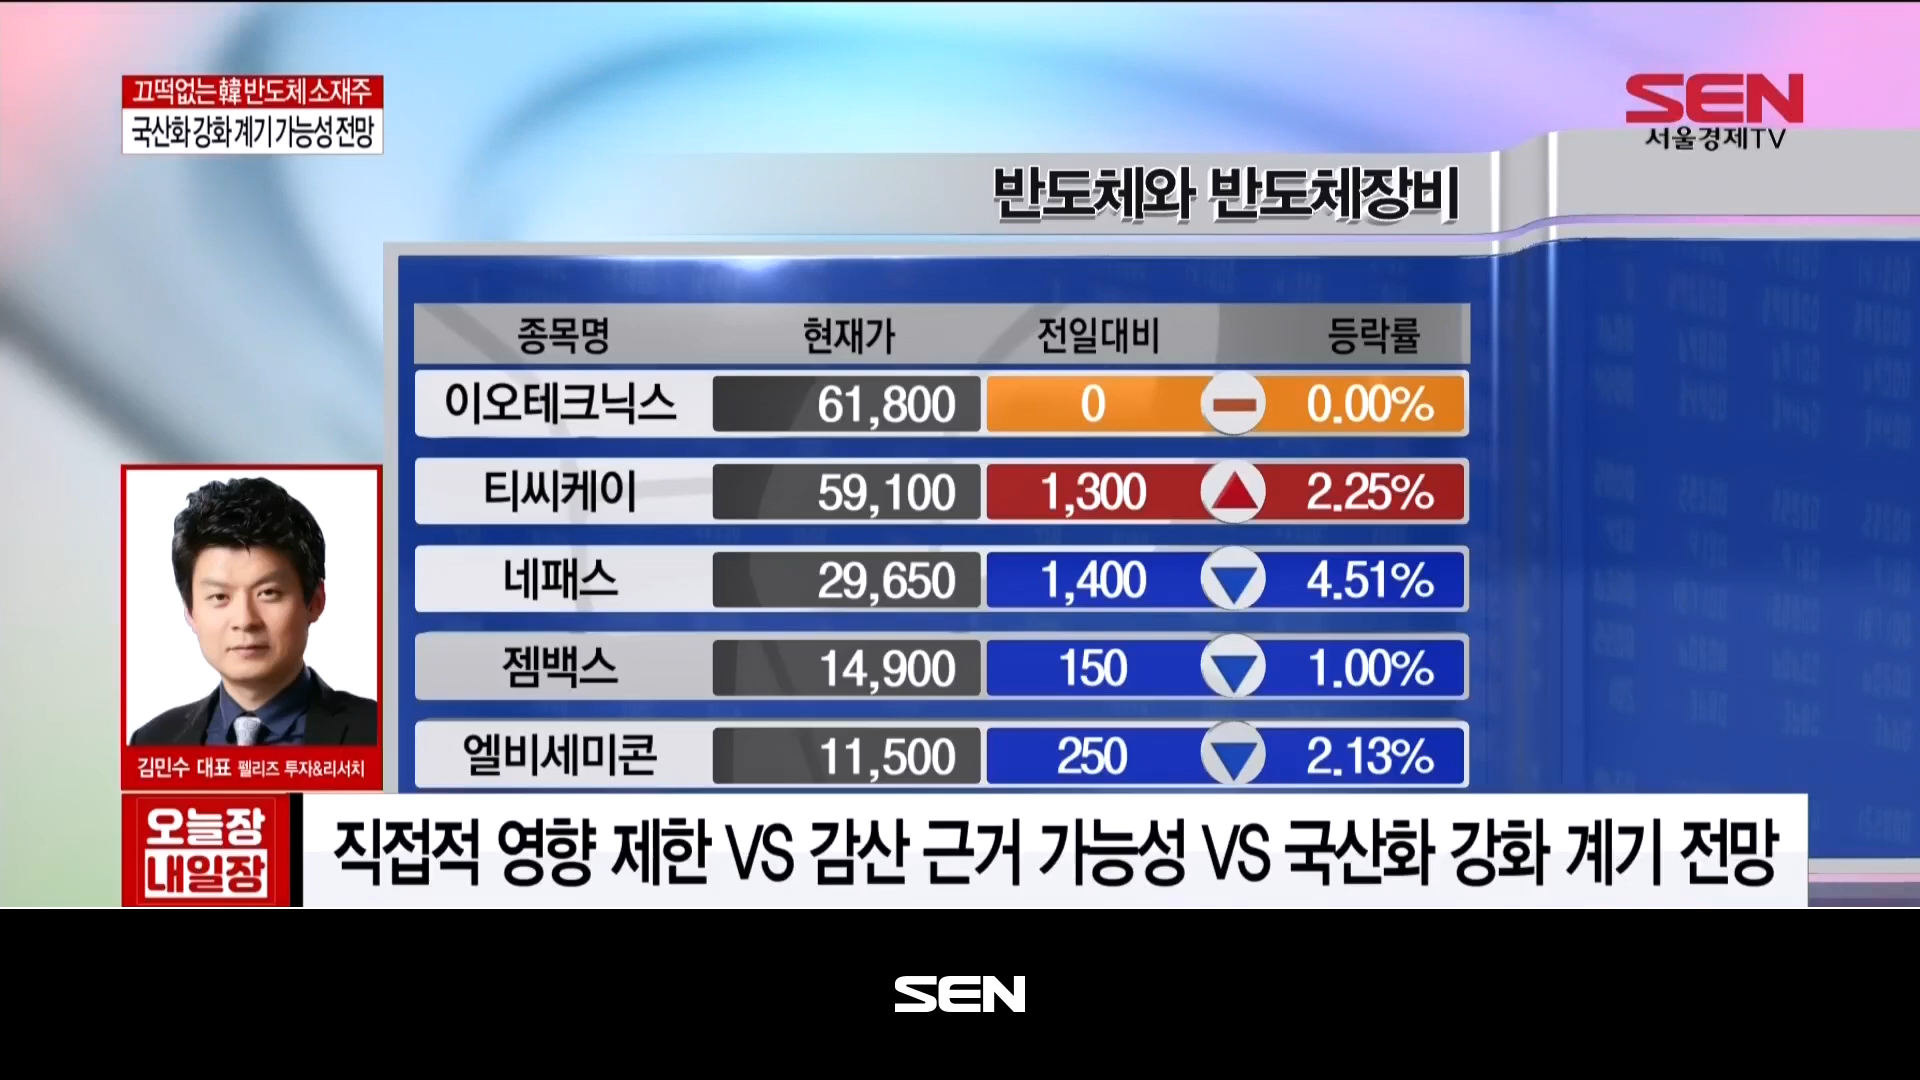 끄떡없는 韓 반도체 소재주
국산화 강화 계기 가능성 전망
SEN
서울경제TV
반도체와 반도체장비
종목명 현재가 전일대비 등락률
이오테크닉스 61,800 0 0.00%
티씨케이 59,100 1,300 ▲ 2.25%
네패스 29,650 1,400 ▼ 4.51%
젬백스 14,900 150 ▼ 1.00%
엘비세미콘 11,500 250 ▼ 2.13%
김민수 대표 펠리즈 투자&리서치
오늘장
내일장
직접적 영향 제한 VS 감산 근거 가능성 VS 국산화 강화 계기 전망
SEN